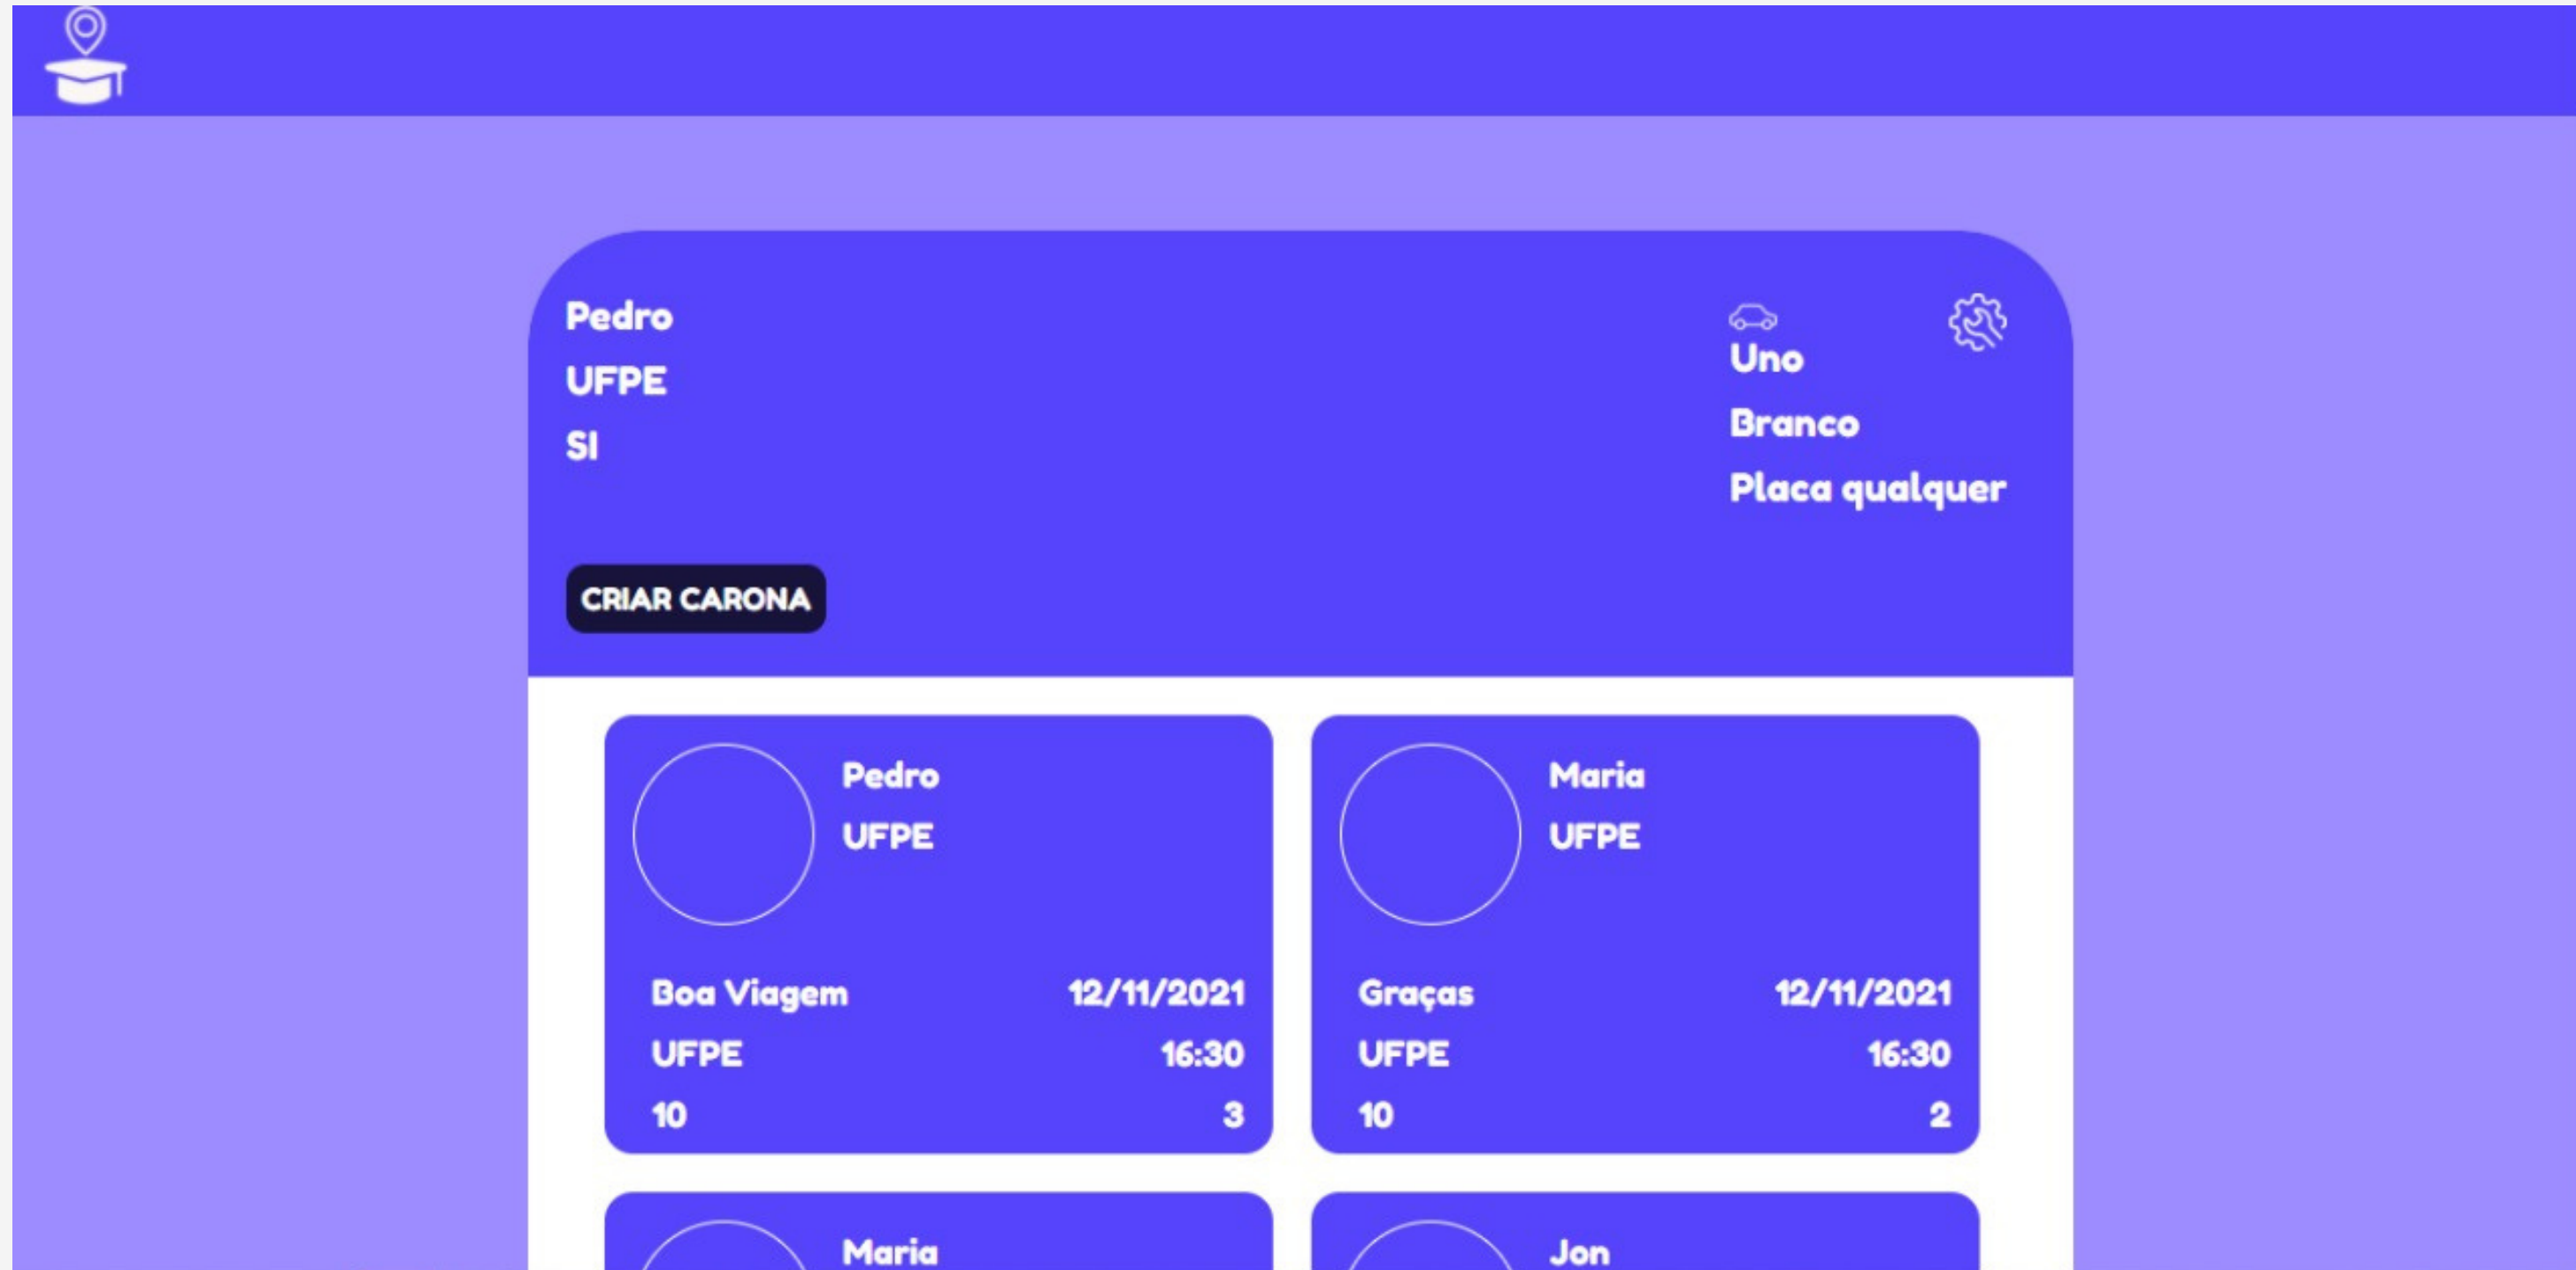 Pedro
UFPE
SI
Uno
Branco
Placa qualquer
CRIAR CARONA
Pedro
UFPE
Boa Viagem 12/11/2021
UFPE 16:30
10 3
Maria
UFPE
Graças 12/11/2021
UFPE 16:30
10 2
Maria
Jon